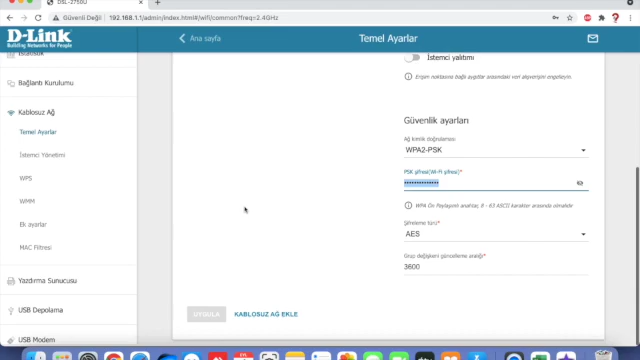 DSL-2750U
Güvenli Değil
192.168.1.1/admin/index.html#/wifi/common?freq=2.4GHz
D-Link
Building Networks for People
Ana sayfa
Temel Ayarlar
İstatistik
Bağlantı Kurulumu
Kablosuz Ağ
Temel Ayarlar
İstemci Yönetimi
WPS
WMM
Ek ayarlar
MAC Filtresi
Yazdırma Sunucusu
USB Depolama
USB Modem
İstemci yalıtımı
Erişim noktasına bağlı aygıtlar arasındaki veri alışverişini engelleyin.
Güvenlik ayarları
Ağ kimlik doğrulaması
WPA2-PSK
PSK şifresi(Wi-Fi şifresi)*
WPA Ön Paylaşımlı anahtar, 8 - 63 ASCII karakter arasında olmalıdır
Şifreleme türü*
AES
Grup değişkeni güncelleme aralığı*
3600
UYGULA
KABLOSUZ AĞ EKLE